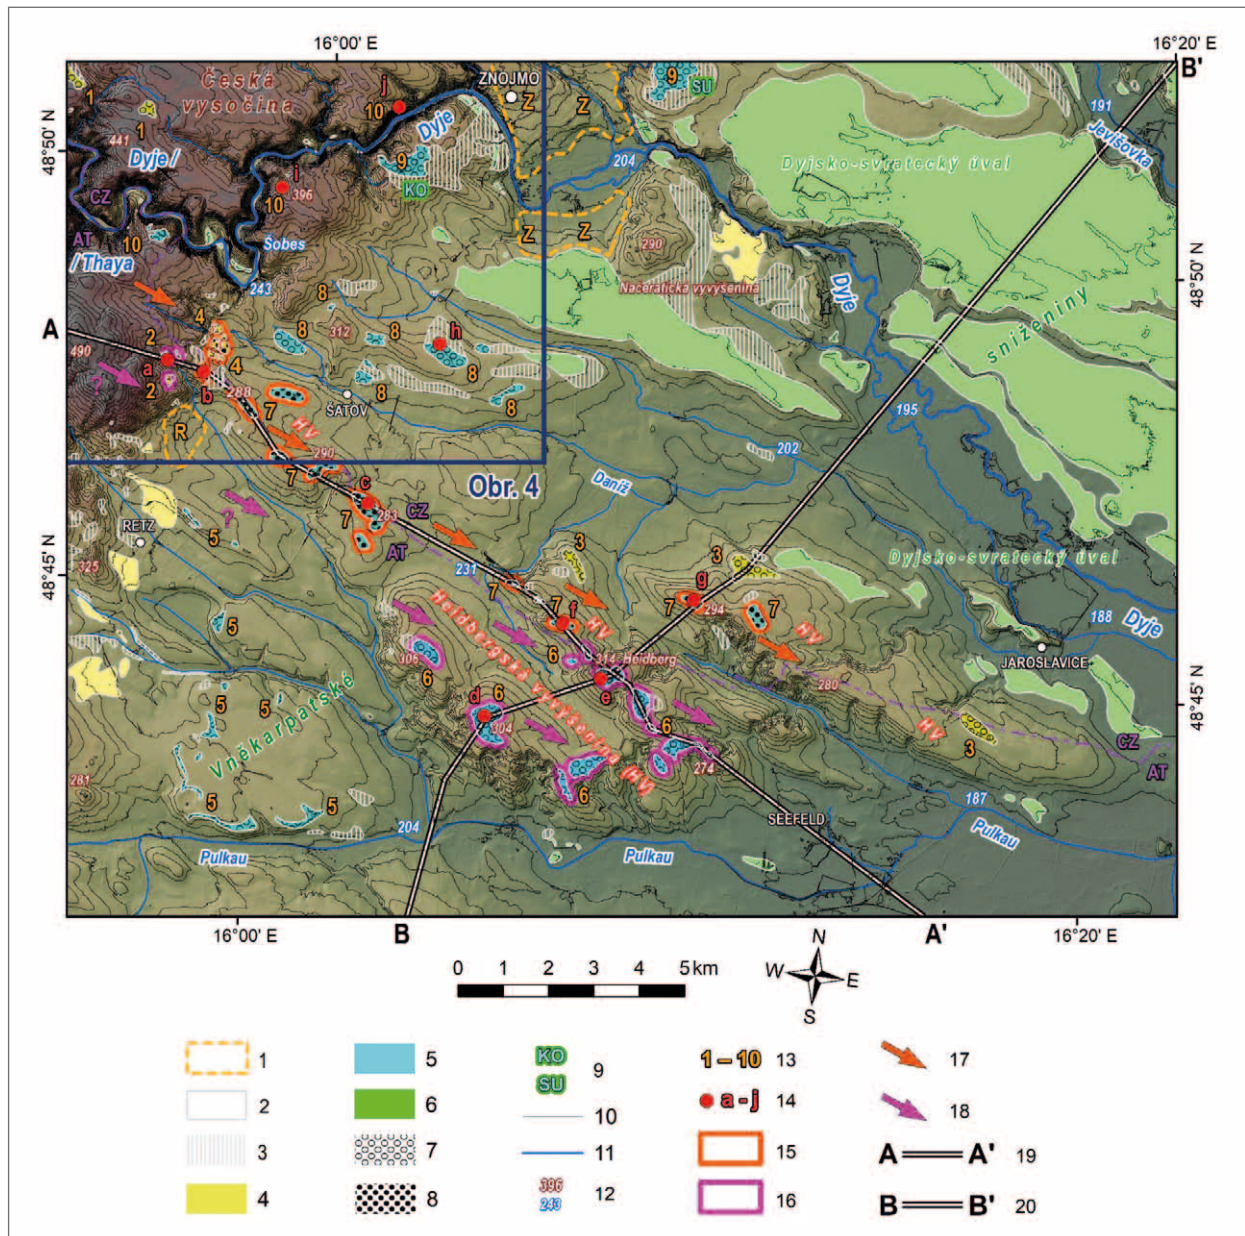 16°00' E
16°20' E
B'
Česká
vysočina
j
ZNOJMO
9
SU
191
Jevišovka
1
1
10
Z
Z
48°50' N
441
Dyje /
Dyje
204
Dyjsko-svratecký úval
9
KO
i
396
CZ
10
10
AT
/ Thaya
Šobes
243
Z
Z
290
Načeratická vyvýšenina
Dyje
48°50' N
sníženiny
A
490
4
2
a
2
b
4
288
8
312
8
8
h
8
8
8
?
R
7
ŠATOV
HV
290
7
195
202
Obr. 4
Daníž
RETZ
?
5
c
283
CZ
7
AT
325
48°45' N
231
3
3
Dyjsko-svratecký úval
7
7
f
HV
7
g
294
7
HV
188
Dyje
JAROSLAVICE
5
306
6
Heidbergská vyvýšenina (HV)
6
314 Heidberg
e
280
48°45' N
5
5
Vněkarpatské
d
6
304
6
274
HV
3
CZ
AT
281
5
5
6
204
187
Pulkau
Pulkau
SEEFELD
Pulkau
16°00' E
B
A'
16°20' E
0 1 2 3 4 5 km
N
W E
S
1
5
KO
SU
9
1 – 10
13
17
2
6
10
a - j
14
18
3
7
11
15
A A'
19
4
8
396
243
12
16
B B'
20